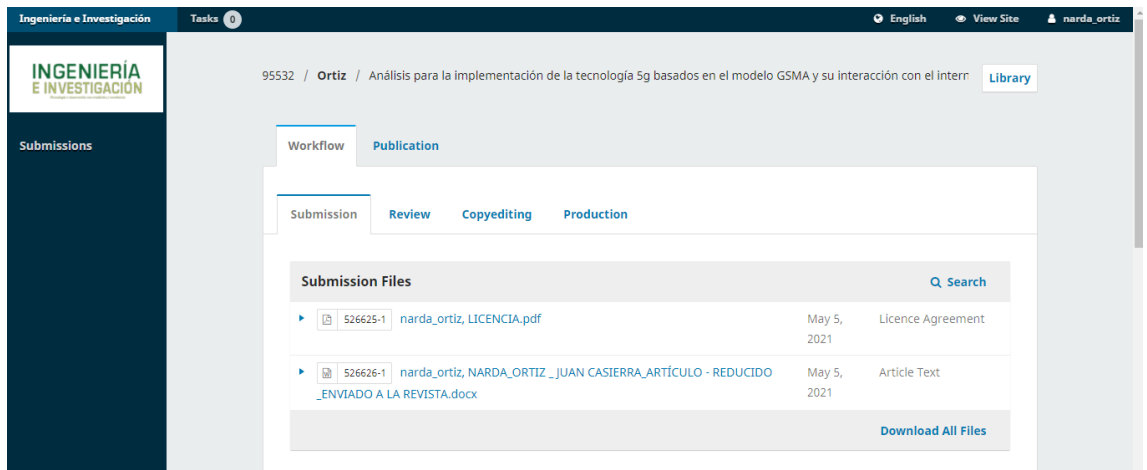 Ingeniería e Investigación Tasks 0 English View Site narda_ortiz
INGENIERÍA
E INVESTIGACIÓN
Submissions
95532 / Ortiz / Análisis para la implementación de la tecnología 5g basados en el modelo GSMA y su interacción con el intern Library
Workflow Publication
Submission Review Copyediting Production
Submission Files Search
526625-1 narda_ortiz, LICENCIA.pdf May 5, Licence Agreement
2021
526626-1 narda_ortiz, NARDA_ORTIZ _ JUAN CASIERRA_ARTÍCULO - REDUCIDO May 5, Article Text
_ENVIADO A LA REVISTA.docx 2021
Download All Files